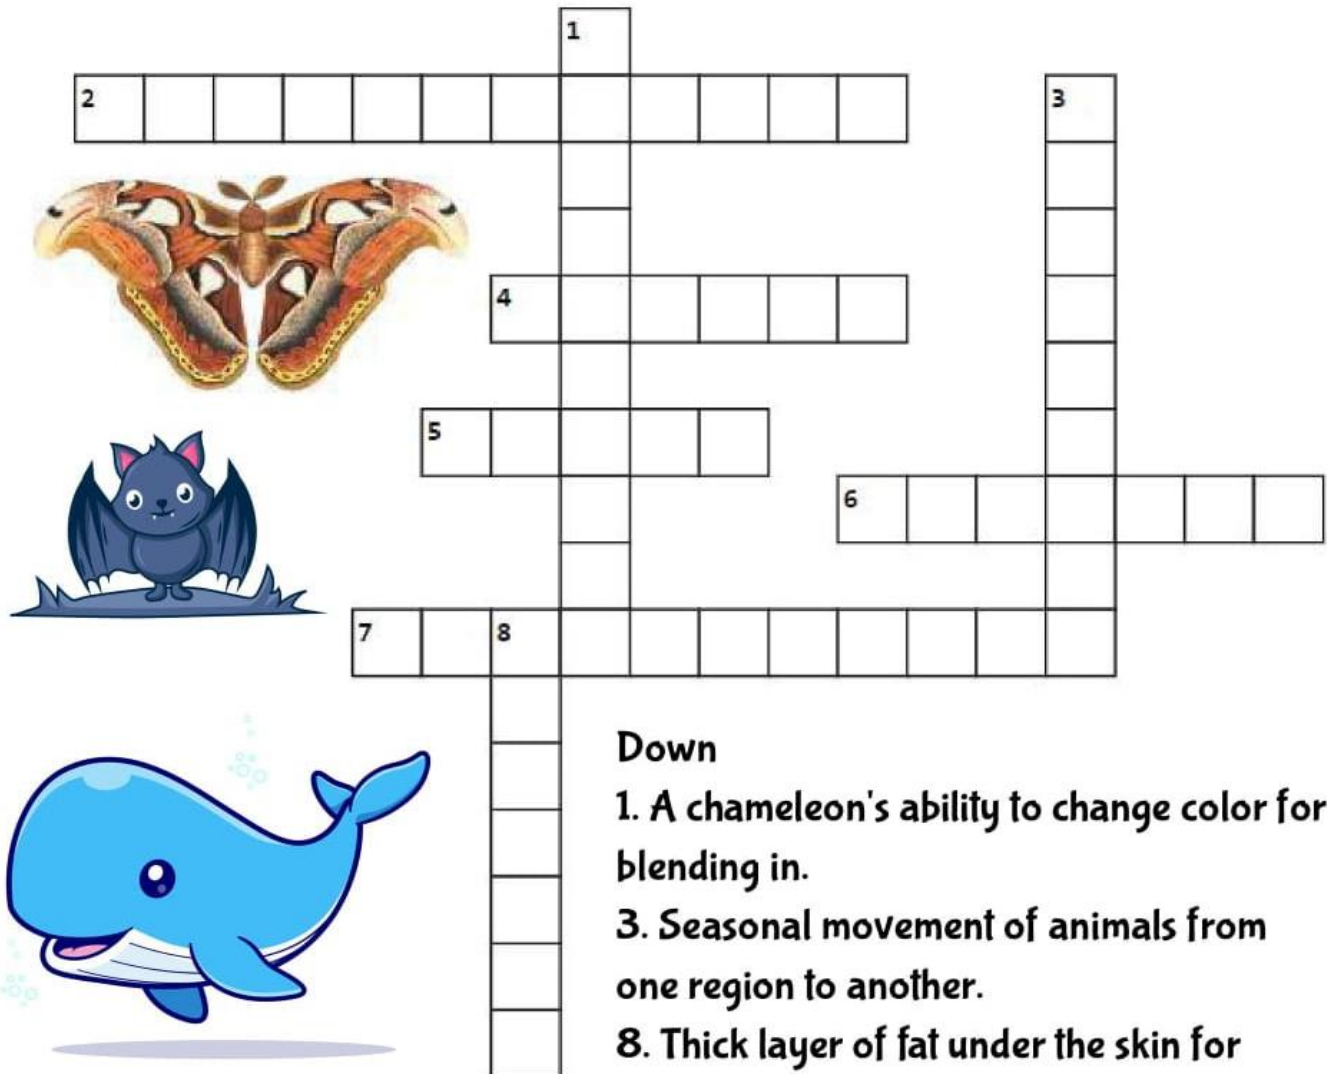 1
2
3
4
5
6
7
8
Down
1. A chameleon's ability to change color for
blending in.
3. Seasonal movement of animals from
one region to another.
8. Thick layer of fat under the skin for